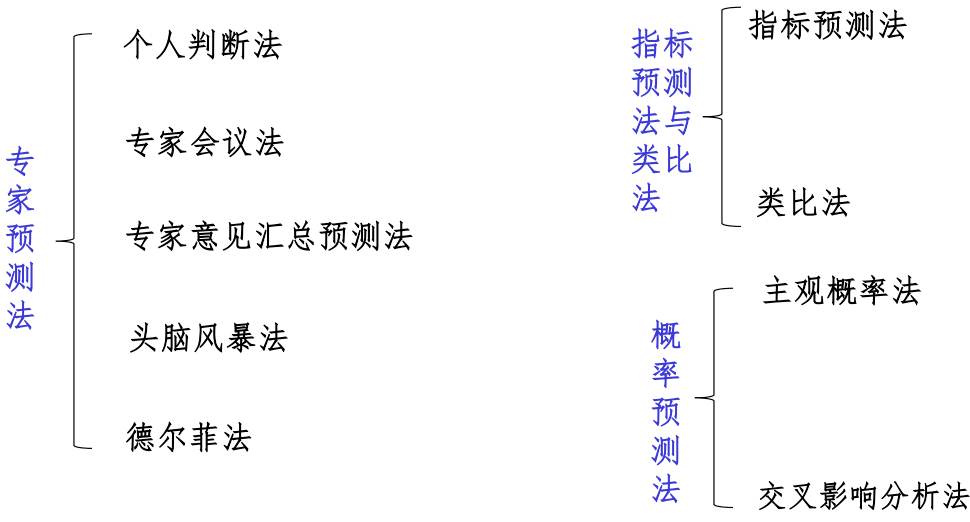 专家预测法
个人判断法
专家会议法
专家意见汇总预测法
头脑风暴法
德尔菲法
指标
预测
法与
类比
法
指标预测法
类比法
概率预测法
主观概率法
交叉影响分析法